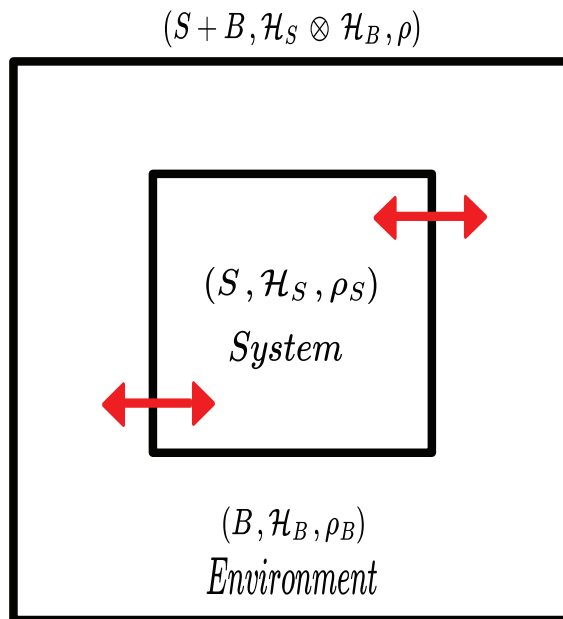 (S + B, ℋ_S ⊗ ℋ_B, ρ)
(S, ℋ_S, ρ_S)
System
(B, ℋ_B, ρ_B)
Environment